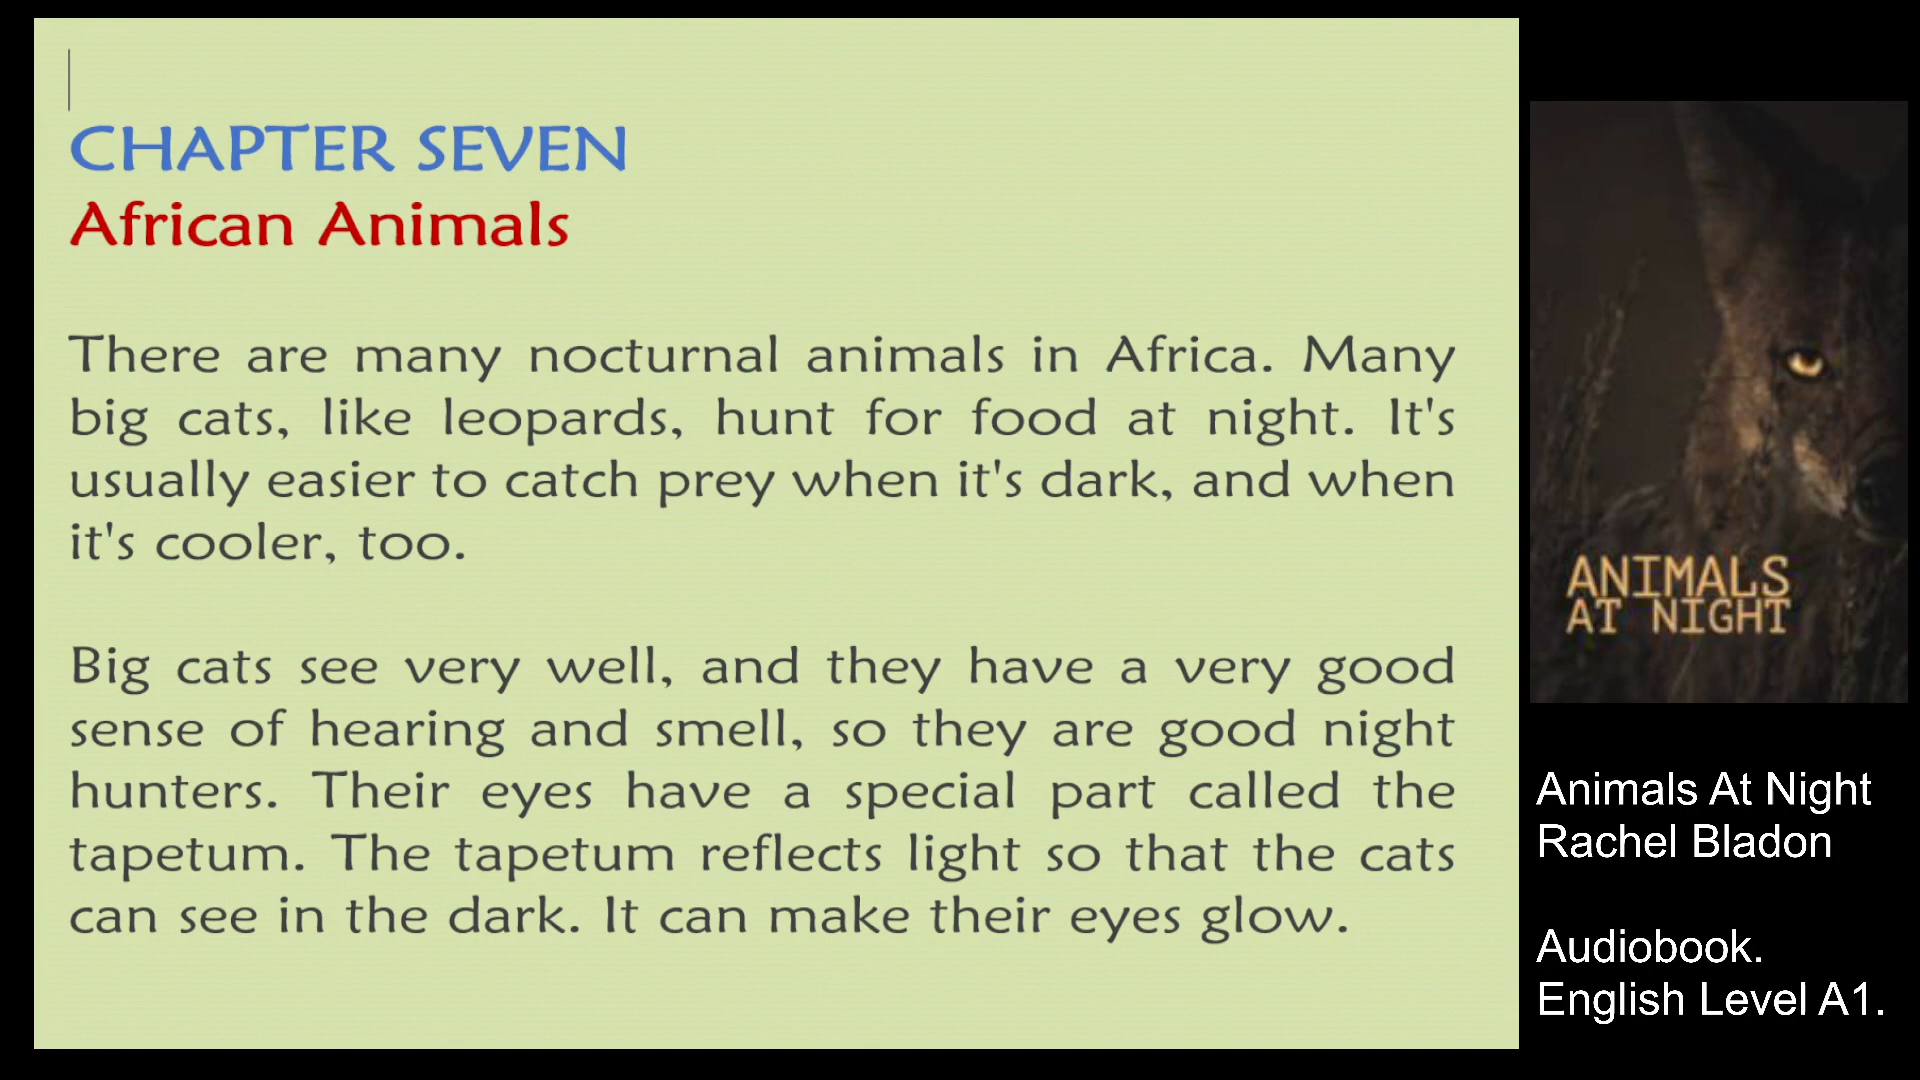 CHAPTER SEVEN
African Animals
There are many nocturnal animals in Africa. Many
big cats, like leopards, hunt for food at night. It's
usually easier to catch prey when it's dark, and when
it's cooler, too.
Big cats see very well, and they have a very good
sense of hearing and smell, so they are good night
hunters. Their eyes have a special part called the
tapetum. The tapetum reflects light so that the cats
can see in the dark. It can make their eyes glow.
ANIMALS
AT NIGHT
Animals At Night
Rachel Bladon
Audiobook.
English Level A1.